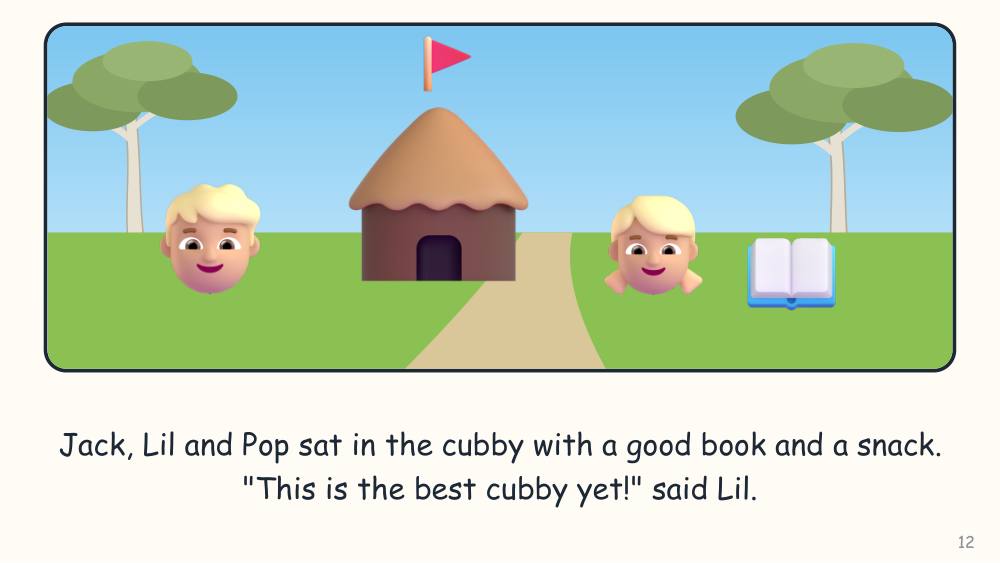 Jack, Lil and Pop sat in the cubby with a good book and a snack.
"This is the best cubby yet!" said Lil.
12